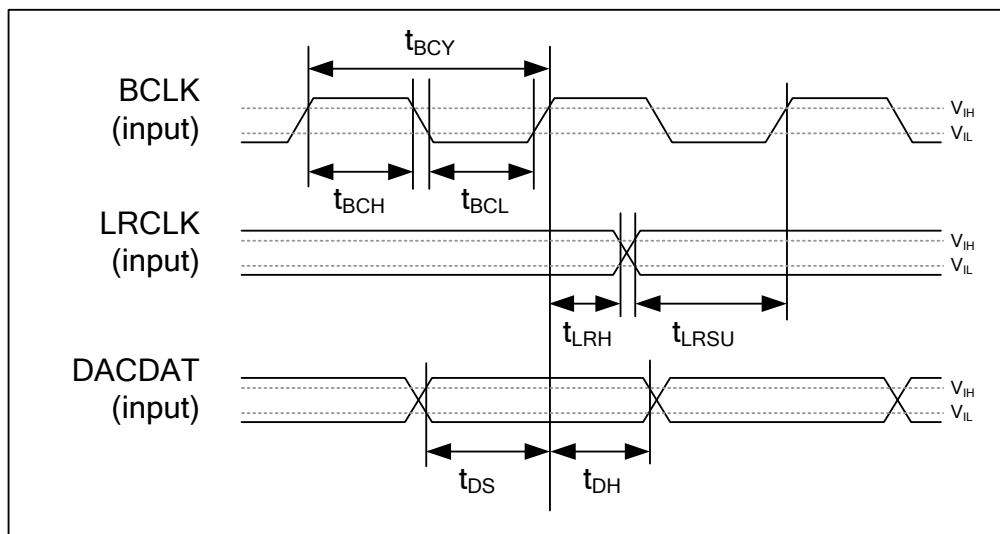 tBCY
BCLK
(input)
VIH
VIL
tBCH
tBCL
LRCLK
(input)
VIH
VIL
tLRH
tLRSU
DACDAT
(input)
VIH
VIL
tDS
tDH